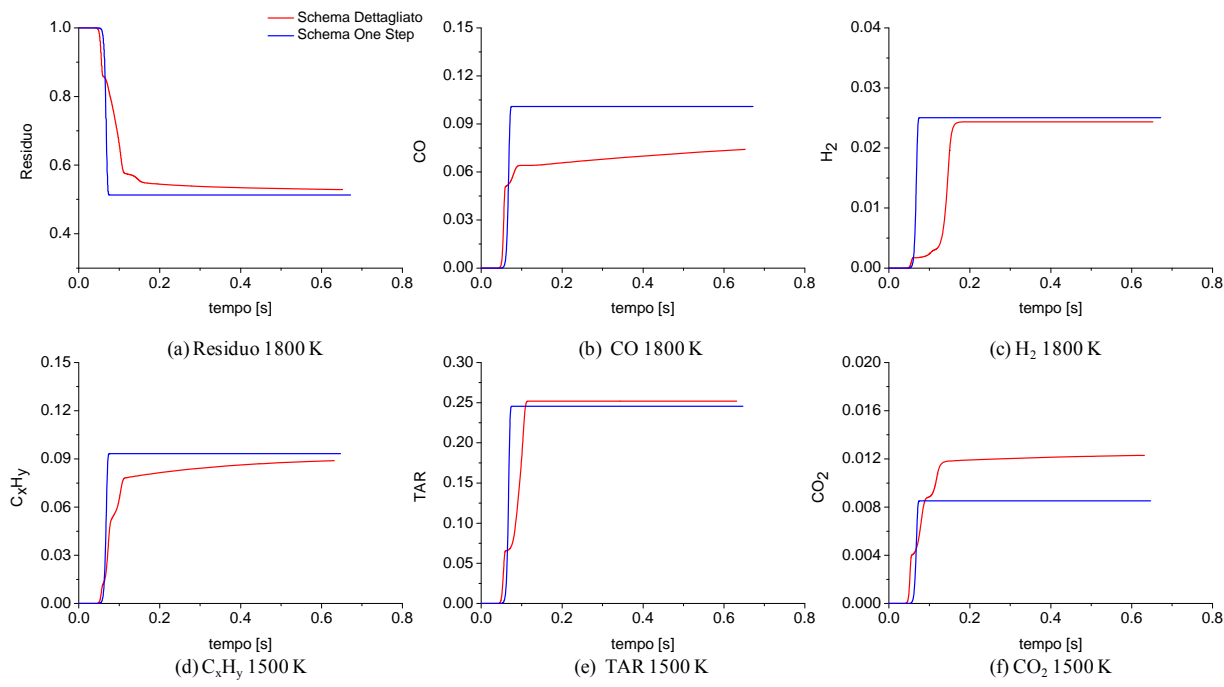 Schema Dettagliato
Schema One Step
1.0
0.8
0.6
0.4
Residuo
0.0 0.2 0.4 0.6 0.8
tempo [s]
(a) Residuo 1800 K
0.15
0.12
0.09
0.06
0.03
0.00
CO
0.0 0.2 0.4 0.6 0.8
tempo [s]
(b) CO 1800 K
0.04
0.03
0.02
0.01
0.00
H2
0.0 0.2 0.4 0.6 0.8
tempo [s]
(c) H2 1800 K
0.15
0.12
0.09
0.06
0.03
0.00
CxHy
0.0 0.2 0.4 0.6 0.8
tempo [s]
(d) CxHy 1500 K
0.30
0.25
0.20
0.15
0.10
0.05
0.00
TAR
0.0 0.2 0.4 0.6 0.8
tempo [s]
(e) TAR 1500 K
0.020
0.016
0.012
0.008
0.004
0.000
CO2
0.0 0.2 0.4 0.6 0.8
tempo [s]
(f) CO2 1500 K